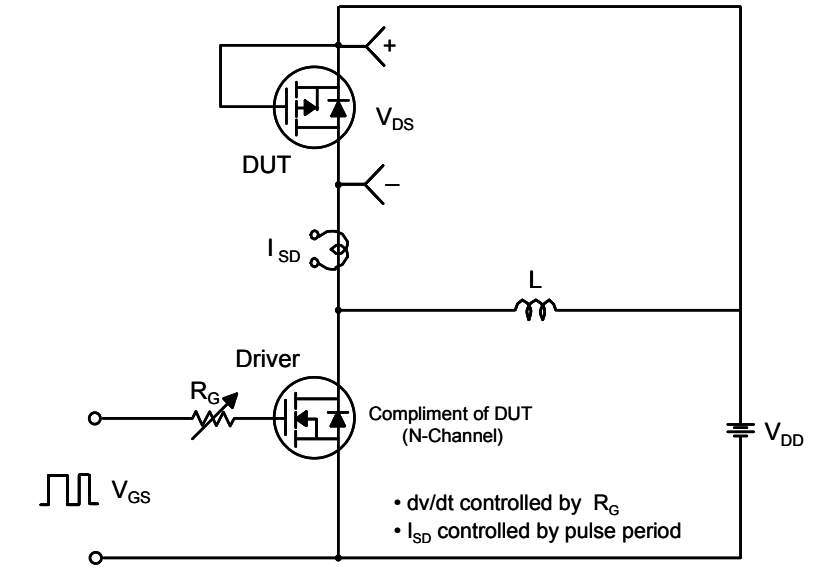 +
V_DS
DUT
–
I_SD
L
Driver
R_G
Compliment of DUT
(N-Channel)
V_DD
V_GS
• dv/dt controlled by R_G
• I_SD controlled by pulse period